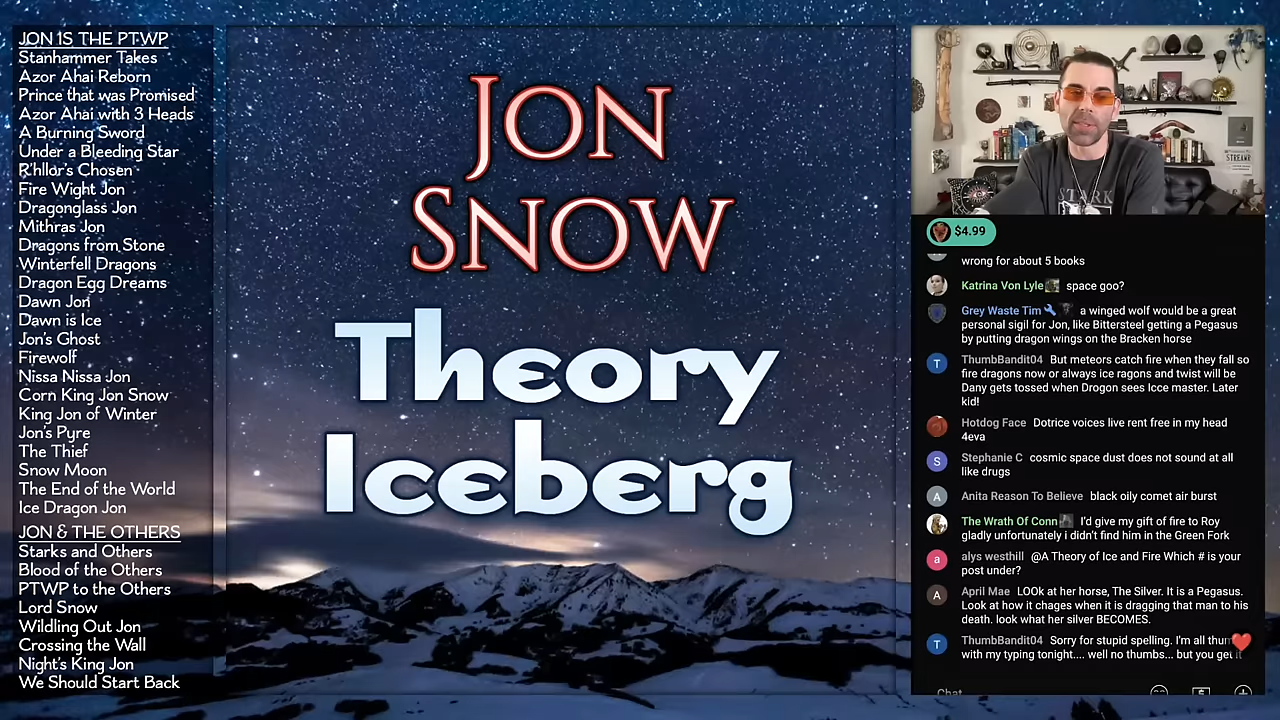 JON IS THE PTWP
Stanhammer Takes
Azor Ahai Reborn
Prince that was Promised
Azor Ahai with 3 Heads
A Burning Sword
Under a Bleeding Star
R'hllor's Chosen
Fire Wight Jon
Dragonglass Jon
Mithras Jon
Dragons from Stone
Winterfell Dragons
Dragon Egg Dreams
Dawn Jon
Dawn is Ice
Jon's Ghost
Firewolf
Nissa Nissa Jon
Corn King Jon Snow
King Jon of Winter
Jon's Pyre
The Thief
Snow Moon
The End of the World
Ice Dragon Jon
JON & THE OTHERS
Starks and Others
Blood of the Others
PTWP to the Others
Lord Snow
Wildling Out Jon
Crossing the Wall
Night's King Jon
We Should Start Back
JON
SNOW
Theory
Iceberg
STARK
$4.99
wrong for about 5 books
Katrina Von Lyle space goo?
Grey Waste Tim a winged wolf would be a great
personal sigil for Jon, like Bittersteel getting a Pegasus
by putting dragon wings on the Bracken horse
T ThumbBandit04 But meteors catch fire when they fall so
fire dragons now or always ice ragons and twist will be
Dany gets tossed when Drogon sees Icce master. Later
kid!
Hotdog Face Dotrice voices live rent free in my head
4eva
S Stephanie C cosmic space dust does not sound at all
like drugs
A Anita Reason To Believe black oily comet air burst
The Wrath Of Conn I'd give my gift of fire to Roy
gladly unfortunately i didn't find him in the Green Fork
a alys westhill @A Theory of Ice and Fire Which # is your
post under?
A April Mae LOOk at her horse, The Silver. It is a Pegasus.
Look at how it chages when it is dragging that man to his
death. look what her silver BECOMES.
T ThumbBandit04 Sorry for stupid spelling. I'm all thum
with my typing tonight.... well no thumbs... but you get it
Chat